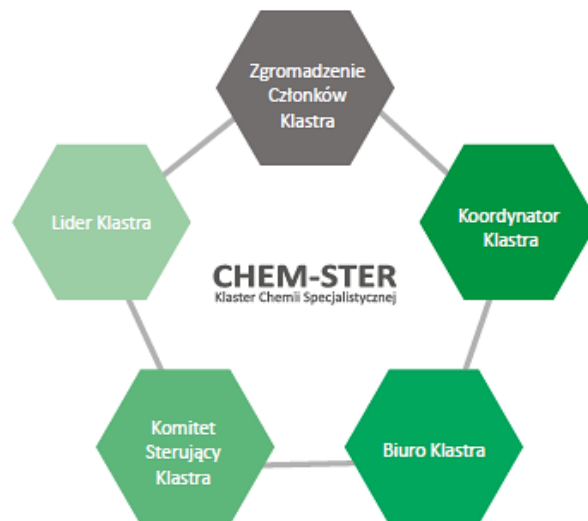 Zgromadzenie
Członków
Klastra
Lider Klastra
Koordynator
Klastra
CHEM-STER
Klaster Chemii Specjalistycznej
Komitet
Sterujący
Klastra
Biuro Klastra